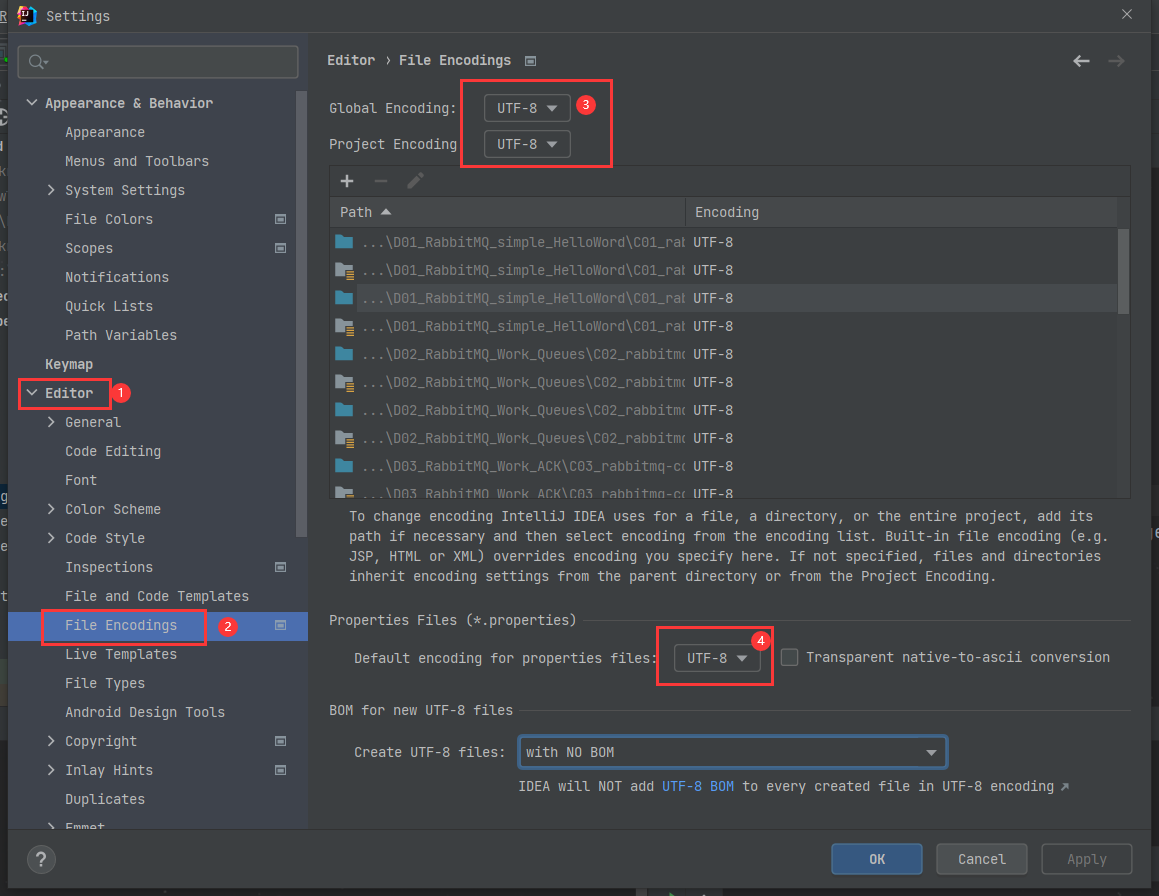 Settings
Appearance & Behavior
Appearance
Menus and Toolbars
System Settings
File Colors
Scopes
Notifications
Quick Lists
Path Variables
Keymap
Editor
1
General
Code Editing
Font
Color Scheme
Code Style
Inspections
File and Code Templates
File Encodings
2
Live Templates
File Types
Android Design Tools
Copyright
Inlay Hints
Duplicates
Emmet
Editor › File Encodings
Global Encoding: UTF-8
3
Project Encoding UTF-8
Path Encoding
...\D01_RabbitMQ_simple_HelloWord\C01_rab UTF-8
...\D01_RabbitMQ_simple_HelloWord\C01_rab UTF-8
...\D01_RabbitMQ_simple_HelloWord\C01_rab UTF-8
...\D01_RabbitMQ_simple_HelloWord\C01_rab UTF-8
...\D02_RabbitMQ_Work_Queues\C02_rabbitmq UTF-8
...\D02_RabbitMQ_Work_Queues\C02_rabbitmq UTF-8
...\D02_RabbitMQ_Work_Queues\C02_rabbitmq UTF-8
...\D02_RabbitMQ_Work_Queues\C02_rabbitmq UTF-8
...\D03_RabbitMQ_Work_ACK\C03_rabbitmq-co UTF-8
...\D03_RabbitMQ_Work_ACK\C03_rabbitmq-co UTF-8
To change encoding IntelliJ IDEA uses for a file, a directory, or the entire project, add its
path if necessary and then select encoding from the encoding list. Built-in file encoding (e.g.
JSP, HTML or XML) overrides encoding you specify here. If not specified, files and directories
inherit encoding settings from the parent directory or from the Project Encoding.
Properties Files (*.properties)
Default encoding for properties files: UTF-8
4
Transparent native-to-ascii conversion
BOM for new UTF-8 files
Create UTF-8 files: with NO BOM
IDEA will NOT add UTF-8 BOM to every created file in UTF-8 encoding ↗
?
OK
Cancel
Apply